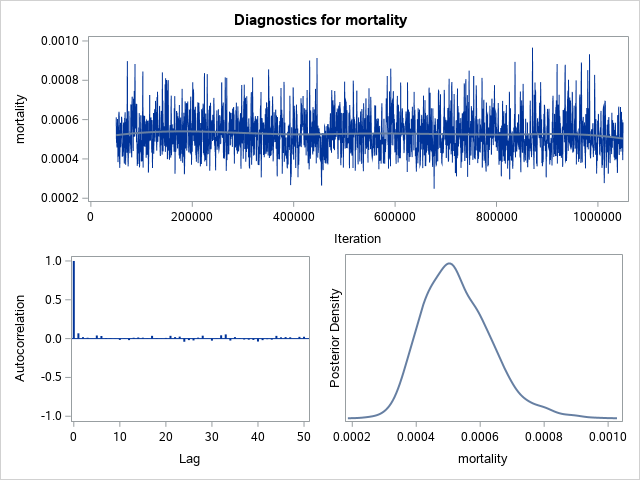 Diagnostics for mortality
0.0010
0.0008
0.0006
0.0004
0.0002
mortality
0 200000 400000 600000 800000 1000000
Iteration
1.0
0.5
0.0
-0.5
-1.0
Autocorrelation
0 10 20 30 40 50
Lag
Posterior Density
0.0002 0.0004 0.0006 0.0008 0.0010
mortality